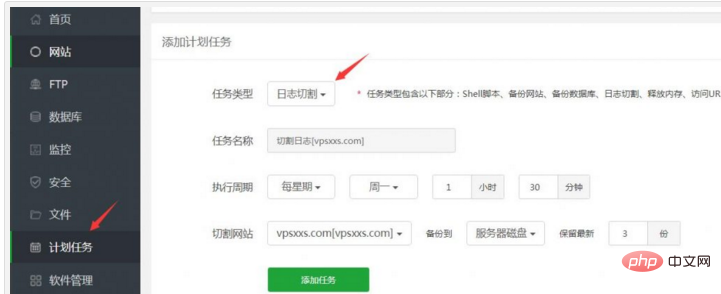 首页
网站
FTP
数据库
监控
安全
文件
计划任务
软件管理
添加计划任务
任务类型 日志切割 * 任务类型包含以下部分：Shell脚本、备份网站、备份数据库、日志切割、释放内存、访问UR
任务名称 切割日志[vpsxxs.com]
执行周期 每星期 周一 1 小时 30 分钟
切割网站 vpsxxs.com[vpsxxs.com] 备份到 服务器磁盘 保留最新 3 份
添加任务
php 中文网